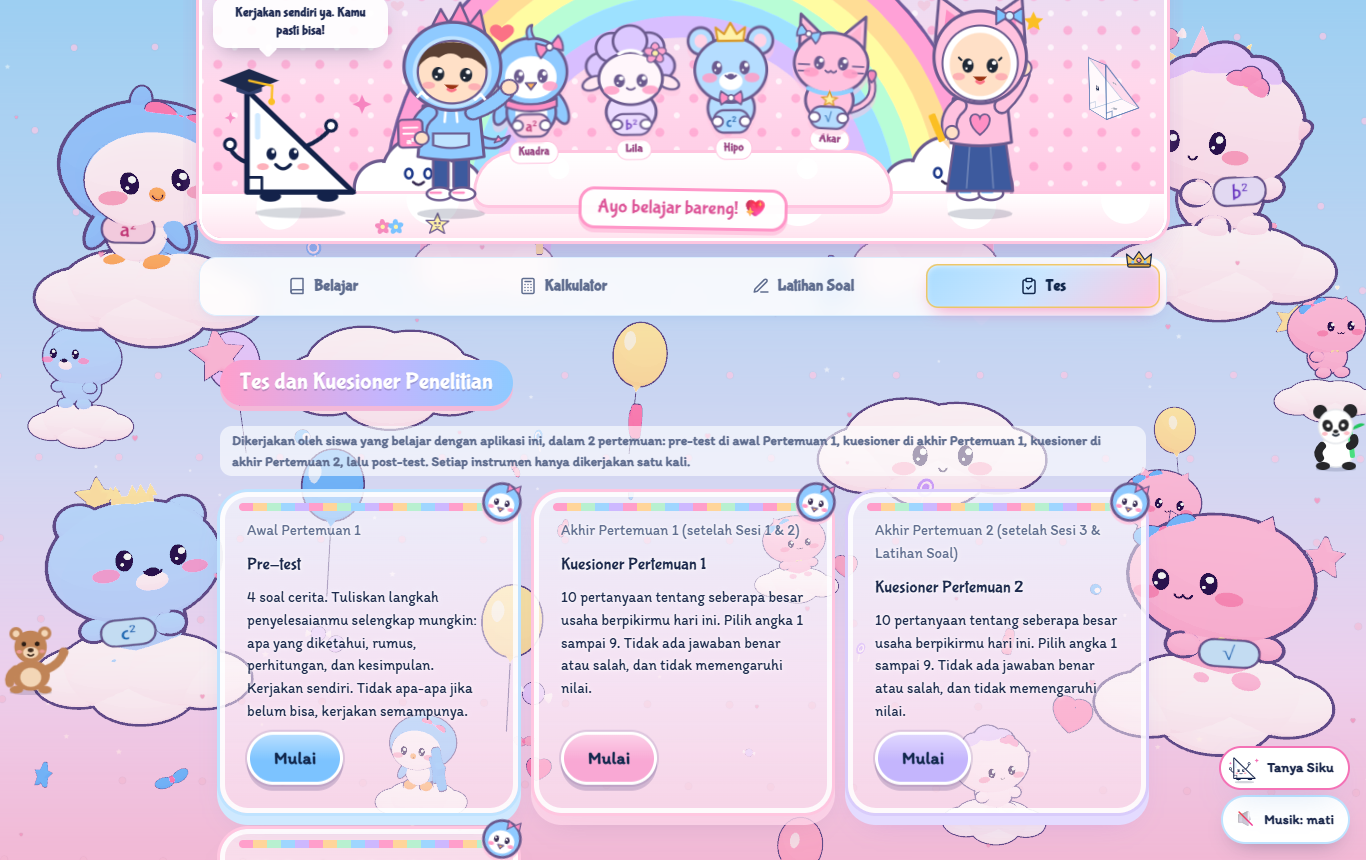 Kerjakan sendiri ya. Kamu
pasti bisa!
a²
b²
c²
√
Kuadra
Lila
Hipo
Akar
Ayo belajar bareng!
a²
b²
Belajar
Kalkulator
Latihan Soal
Tes
Tes dan Kuesioner Penelitian
Dikerjakan oleh siswa yang belajar dengan aplikasi ini, dalam 2 pertemuan: pre-test di awal Pertemuan 1, kuesioner di akhir Pertemuan 1, kuesioner di
akhir Pertemuan 2, lalu post-test. Setiap instrumen hanya dikerjakan satu kali.
Awal Pertemuan 1
Pre-test
4 soal cerita. Tuliskan langkah
penyelesaianmu selengkap mungkin:
apa yang diketahui, rumus,
perhitungan, dan kesimpulan.
Kerjakan sendiri. Tidak apa-apa jika
belum bisa, kerjakan semampunya.
Mulai
Akhir Pertemuan 1 (setelah Sesi 1 & 2)
Kuesioner Pertemuan 1
10 pertanyaan tentang seberapa besar
usaha berpikirmu hari ini. Pilih angka 1
sampai 9. Tidak ada jawaban benar
atau salah, dan tidak memengaruhi
nilai.
Mulai
Akhir Pertemuan 2 (setelah Sesi 3 &
Latihan Soal)
Kuesioner Pertemuan 2
10 pertanyaan tentang seberapa besar
usaha berpikirmu hari ini. Pilih angka 1
sampai 9. Tidak ada jawaban benar
atau salah, dan tidak memengaruhi
nilai.
Mulai
c²
√
Tanya Siku
Musik: mati